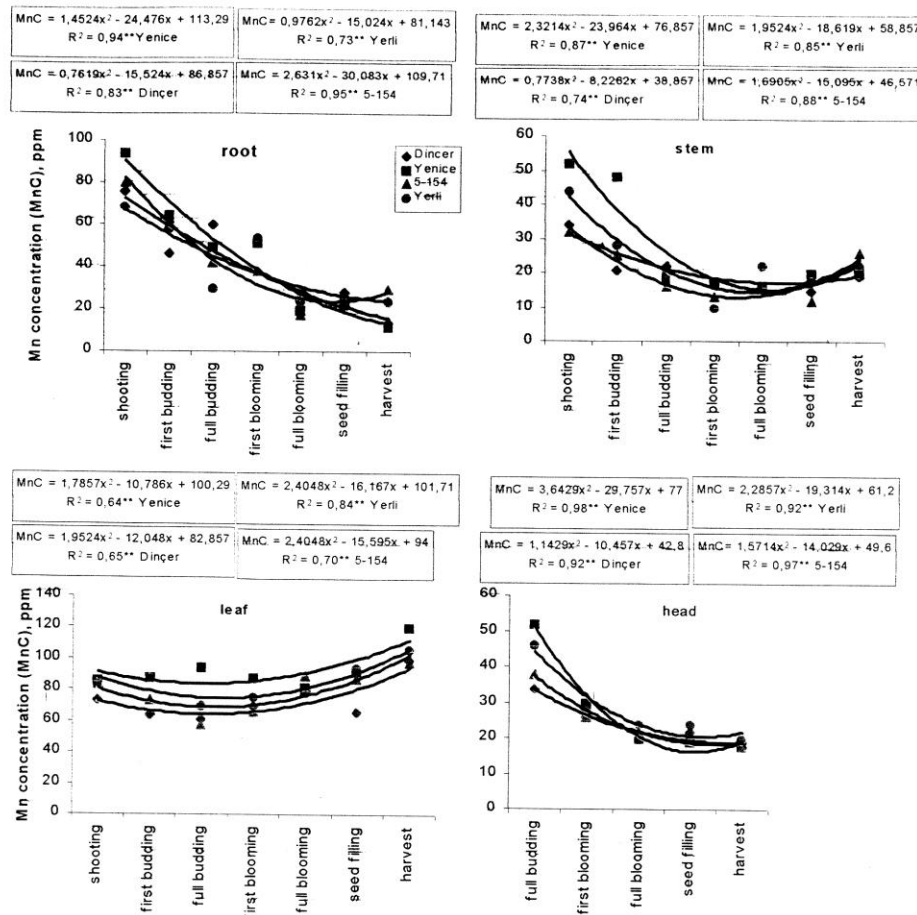 MnC = 1,4524x² - 24,476x + 113,29
R² = 0,94**Yenice
MnC = 0,9762x² - 15,024x + 81,143
R² = 0,73** Yerli
MnC = 0,7619x² - 15,524x + 86,857
R² = 0,83** Dinçer
MnC = 2,631x² - 30,083x + 109,71
R² = 0,95** 5-154
MnC = 2,3214x² - 23,964x + 76,857
R² = 0,87** Yenice
MnC = 1,9524x² - 18,619x + 58,857
R² = 0,85** Yerli
MnC = 0,7738x² - 8,2262x + 38,857
R² = 0,74** Dinçer
MnC = 1,6905x² - 15,095x + 46,571
R² = 0,88** 5-154
root
Mn concentration (MnC), ppm
100
80
60
40
20
0
Dincer
Yenice
5-154
Yerli
shooting
first budding
full budding
first blooming
full blooming
seed filling
harvest
stem
60
50
40
30
20
10
0
shooting
first budding
full budding
first blooming
full blooming
seed filling
harvest
MnC = 1,7857x² - 10,786x + 100,29
R² = 0,64** Yenice
MnC = 2,4048x² - 16,167x + 101,71
R² = 0,84** Yerli
MnC = 1,9524x² - 12,048x + 82,857
R² = 0,65** Dinçer
MnC = 2,4048x² - 15,595x + 94
R² = 0,70** 5-154
MnC = 3,6429x² - 29,757x + 77
R² = 0,98** Yenice
MnC = 2,2857x² - 19,314x + 61,2
R² = 0,92** Yerli
MnC = 1,1429x² - 10,457x + 42,8
R² = 0,92** Dinçer
MnC = 1,5714x² - 14,029x + 49,6
R² = 0,97** 5-154
leaf
Mn concentration (MnC), ppm
140
120
100
80
60
40
20
0
shooting
first budding
full budding
irst blooming
full blooming
seed filling
harvest
head
60
50
40
30
20
10
0
full budding
first blooming
full blooming
seed filling
harvest